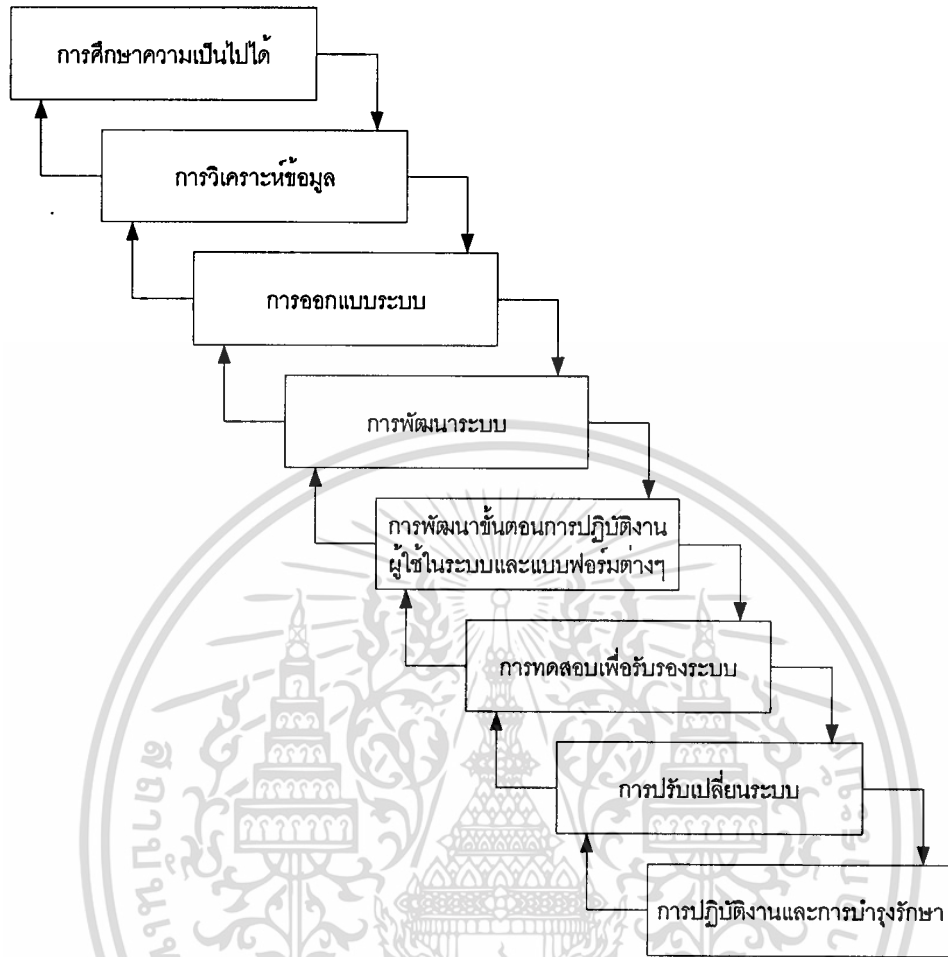 การศึกษาความเป็นไปได้
การวิเคราะห์ข้อมูล
การออกแบบระบบ
การพัฒนาระบบ
การพัฒนาขั้นตอนการปฏิบัติงาน
ผู้ใช้ในระบบและแบบฟอร์มต่างๆ
การทดสอบเพื่อรับรองระบบ
การปรับเปลี่ยนระบบ
การปฏิบัติงานและการบำรุงรักษา